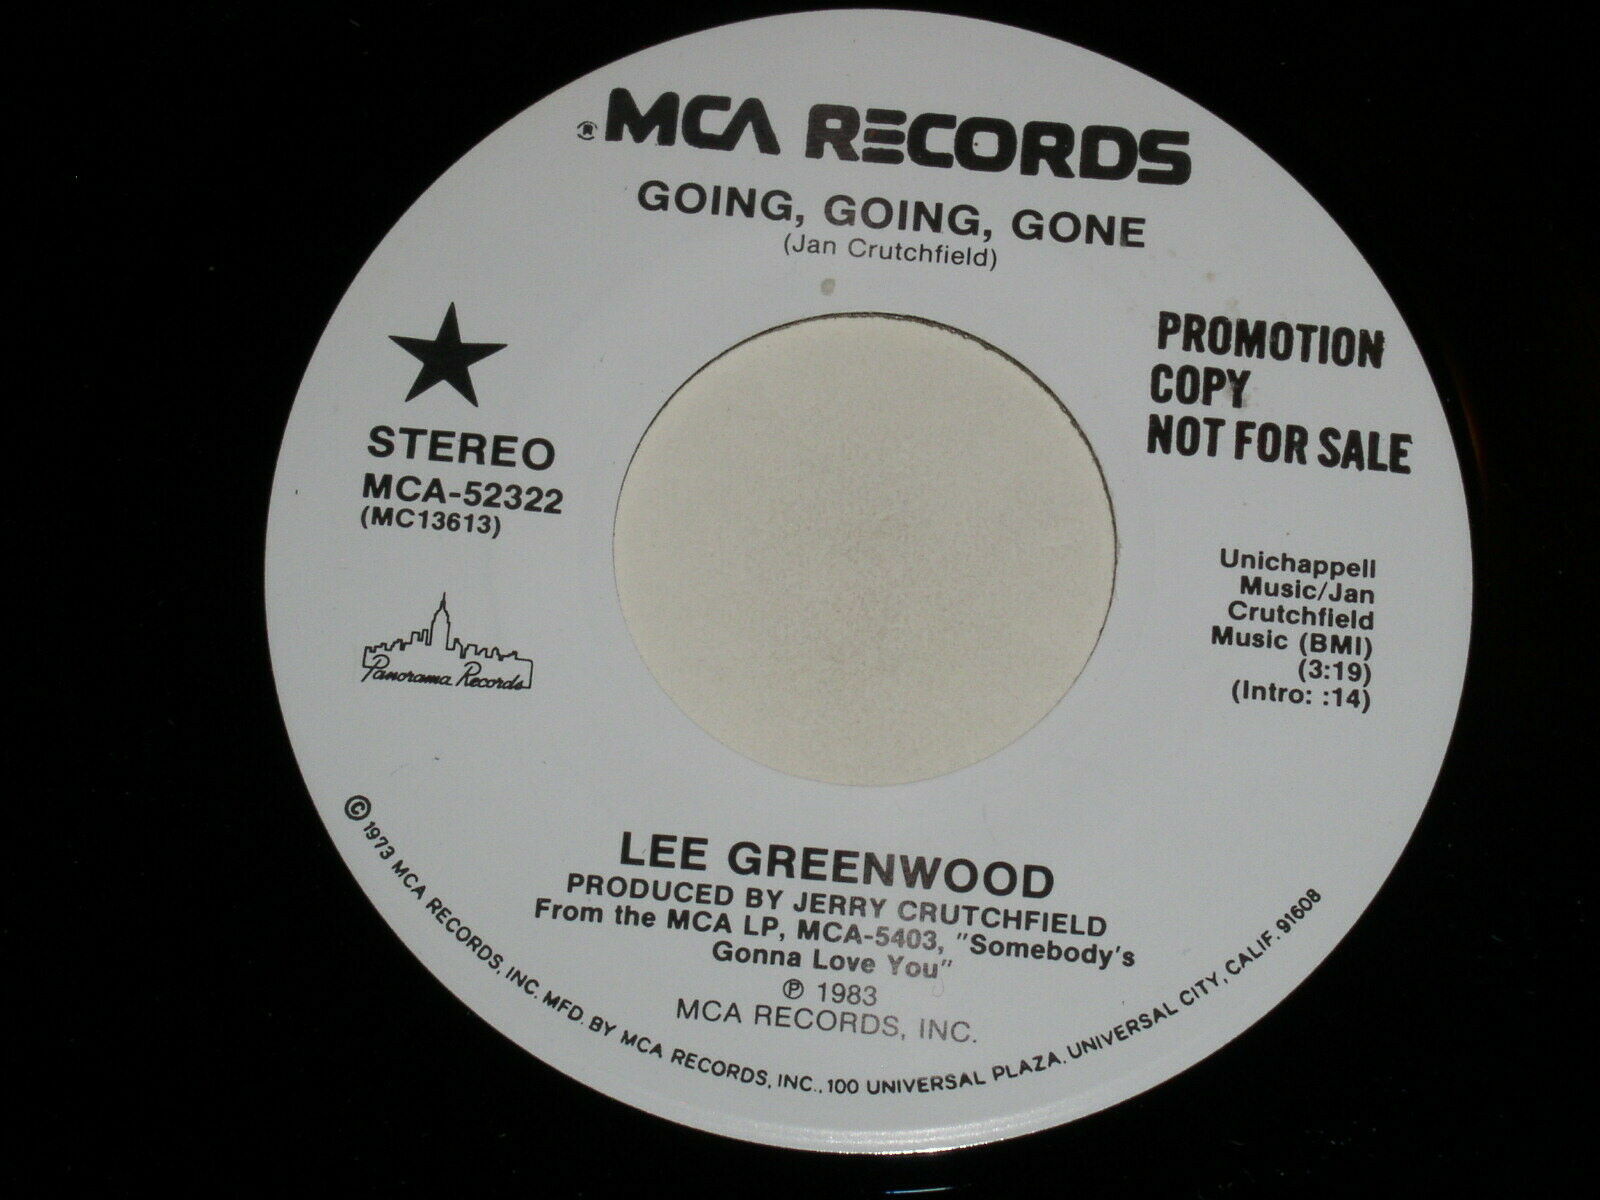 ® MCA RECORDS
GOING, GOING, GONE
(Jan Crutchfield)
STEREO
MCA-52322
(MC13613)
Panorama Records
PROMOTION
COPY
NOT FOR SALE
Unichappell
Music/Jan
Crutchfield
Music (BMI)
(3:19)
(Intro: :14)
LEE GREENWOOD
PRODUCED BY JERRY CRUTCHFIELD
From the MCA LP, MCA-5403, "Somebody's
Gonna Love You"
℗ 1983
MCA RECORDS, INC.
© 1973 MCA RECORDS, INC. MFD. BY MCA RECORDS, INC., 100 UNIVERSAL PLAZA, UNIVERSAL CITY, CALIF. 91608